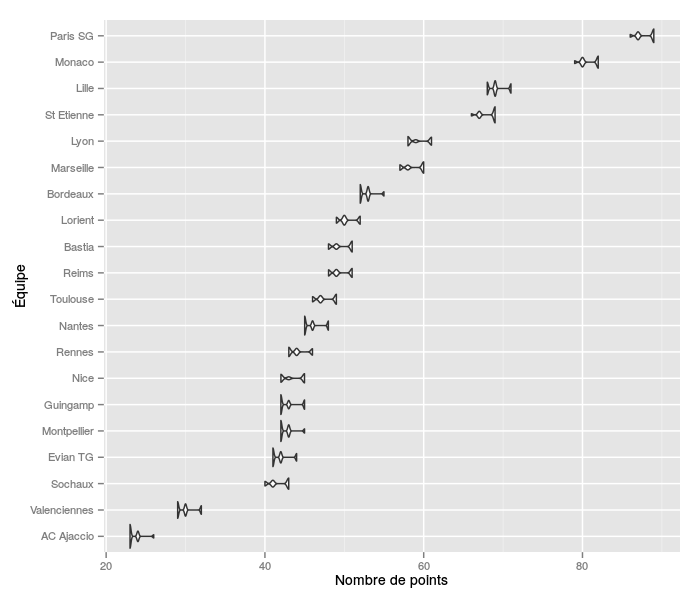 Paris SG
Monaco
Lille
St Etienne
Lyon
Marseille
Bordeaux
Lorient
Bastia
Reims
Toulouse
Nantes
Rennes
Nice
Guingamp
Montpellier
Evian TG
Sochaux
Valenciennes
AC Ajaccio
Équipe
20 40 60 80
Nombre de points